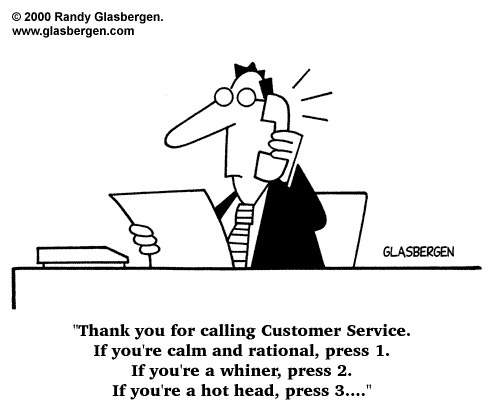 © 2000 Randy Glasbergen.
www.glasbergen.com
GLASBERGEN
"Thank you for calling Customer Service.
If you're calm and rational, press 1.
If you're a whiner, press 2.
If you're a hot head, press 3...."